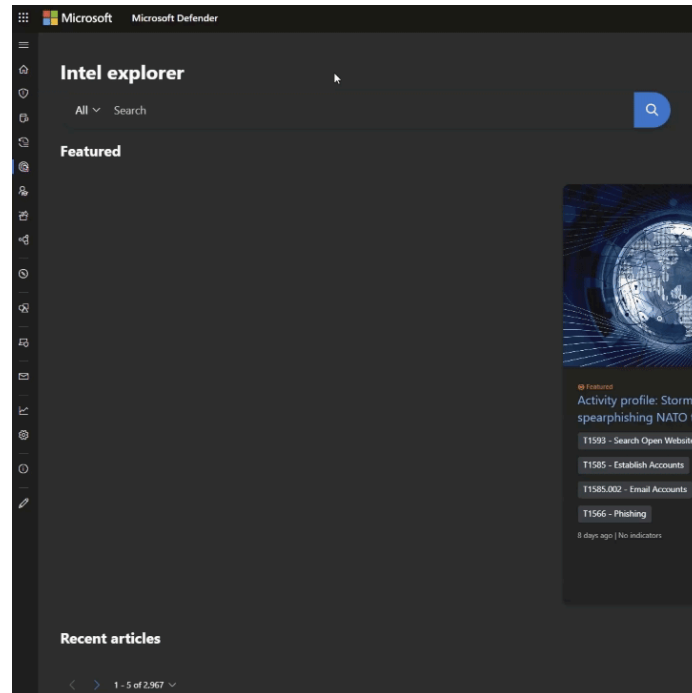 Microsoft Microsoft Defender
Intel explorer
All Search
Featured
Featured
Activity profile: Storm
spearphishing NATO
T1593 - Search Open Website
T1585 - Establish Accounts
T1585.002 - Email Accounts
T1566 - Phishing
8 days ago | No indicators
Recent articles
1 - 5 of 2,967